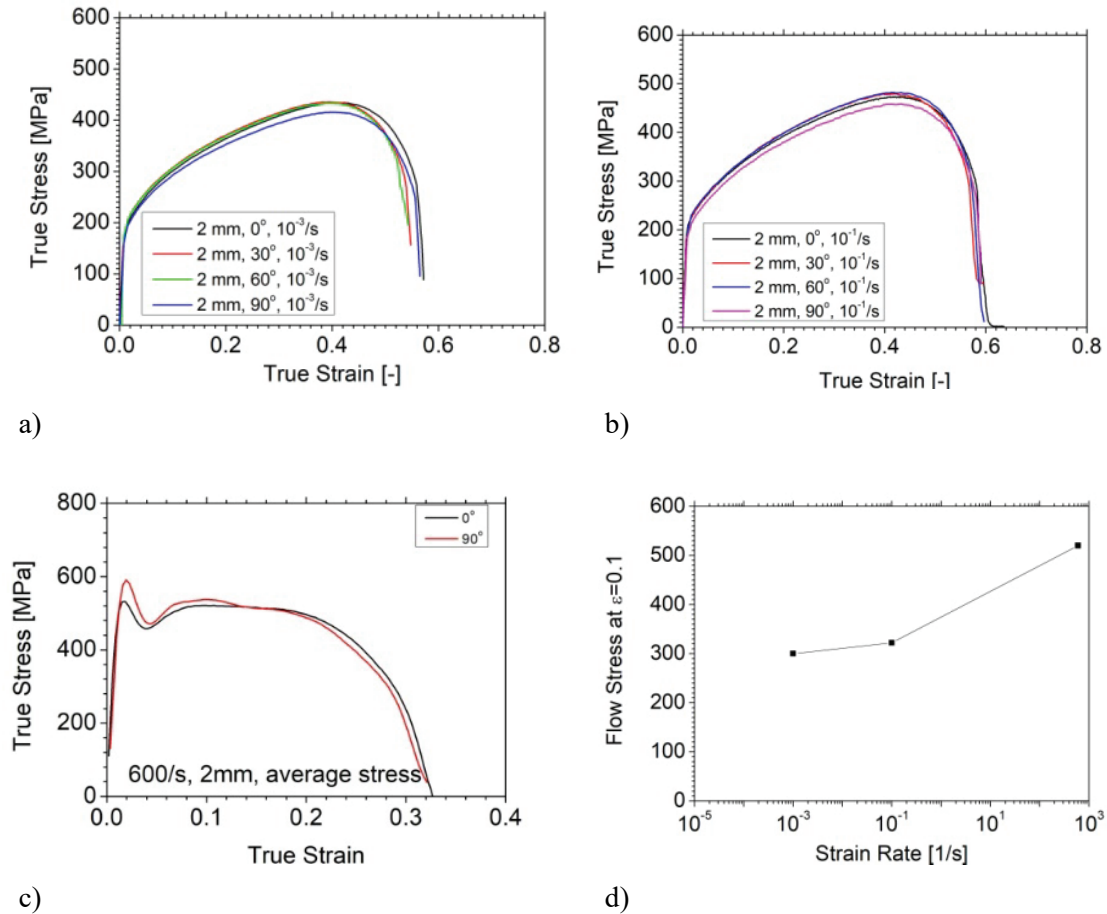 600
500
400
300
200
100
0
0.0 0.2 0.4 0.6 0.8
True Stress [MPa]
True Strain [-]
2 mm, 0°, 10⁻³/s
2 mm, 30°, 10⁻³/s
2 mm, 60°, 10⁻³/s
2 mm, 90°, 10⁻³/s
a)
600
500
400
300
200
100
0
0.0 0.2 0.4 0.6 0.8
True Stress [MPa]
True Strain [-]
2 mm, 0°, 10⁻¹/s
2 mm, 30°, 10⁻¹/s
2 mm, 60°, 10⁻¹/s
2 mm, 90°, 10⁻¹/s
b)
800
600
400
200
0
0.0 0.1 0.2 0.3 0.4
True Stress [MPa]
True Strain
0°
90°
600/s, 2mm, average stress
c)
600
500
400
300
200
100
0
10⁻⁵ 10⁻³ 10⁻¹ 10¹ 10³
Flow Stress at ε=0.1
Strain Rate [1/s]
d)